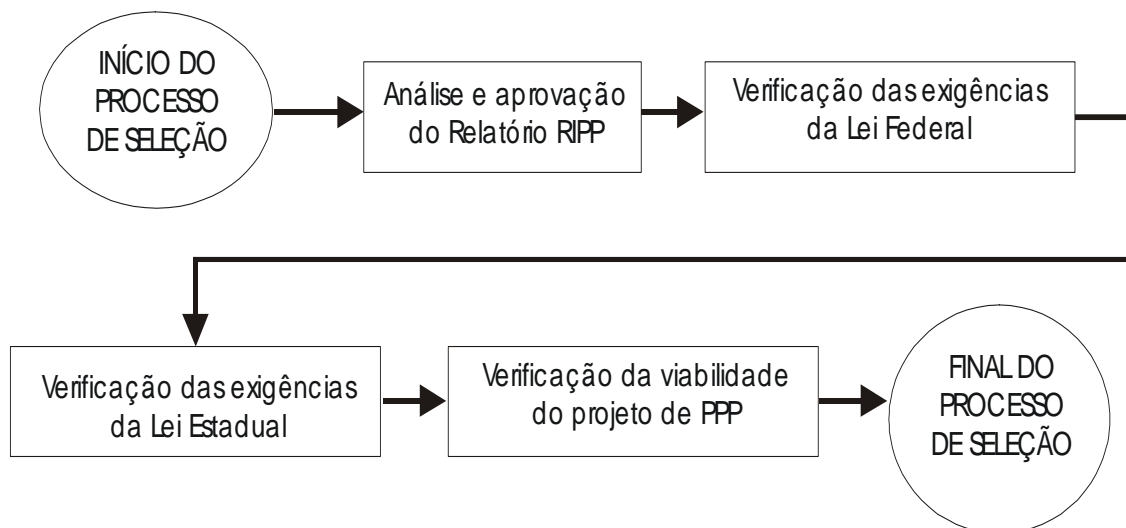 INÍCIO DO
PROCESSO
DE SELEÇÃO
Análise e aprovação
do Relatório RIPP
Verificação das exigências
da Lei Federal
Verificação das exigências
da Lei Estadual
Verificação da viabilidade
do projeto de PPP
FINAL DO
PROCESSO
DE SELEÇÃO